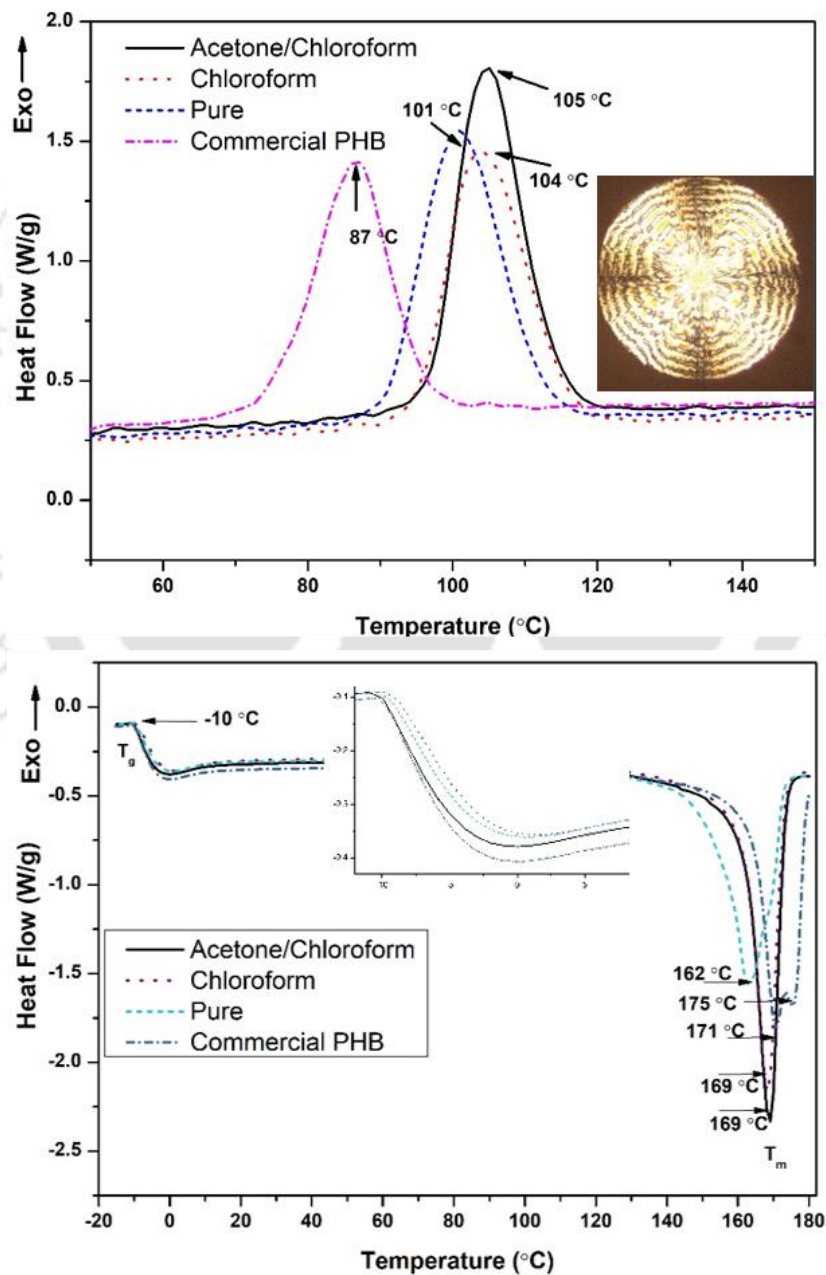 2.0
1.5
1.0
0.5
0.0
Exo
Heat Flow (W/g)
Acetone/Chloroform
Chloroform
Pure
Commercial PHB
101 °C
105 °C
104 °C
87 °C
60 80 100 120 140
Temperature (°C)
0.0
-0.5
-1.0
-1.5
-2.0
-2.5
Exo
Heat Flow (W/g)
-10 °C
Tg
Acetone/Chloroform
Chloroform
Pure
Commercial PHB
162 °C
175 °C
171 °C
169 °C
169 °C
Tm
-20 0 20 40 60 80 100 120 140 160 180
Temperature (°C)